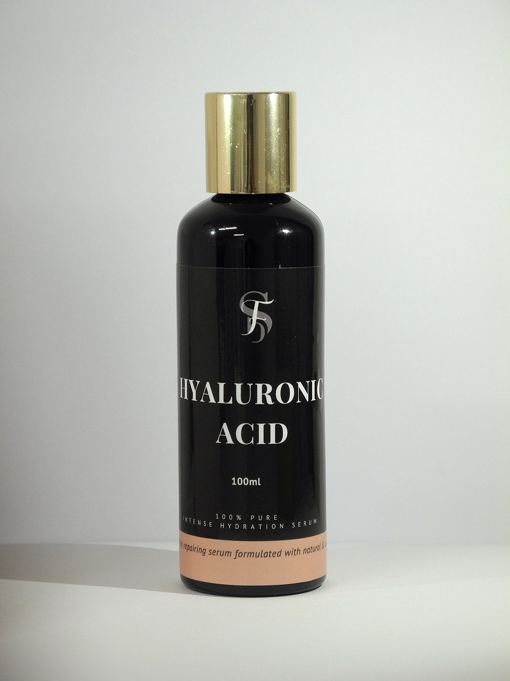 HYALURONIC
ACID
100ml
100% PURE
INTENSE HYDRATION SERUM
repairing serum formulated with natural